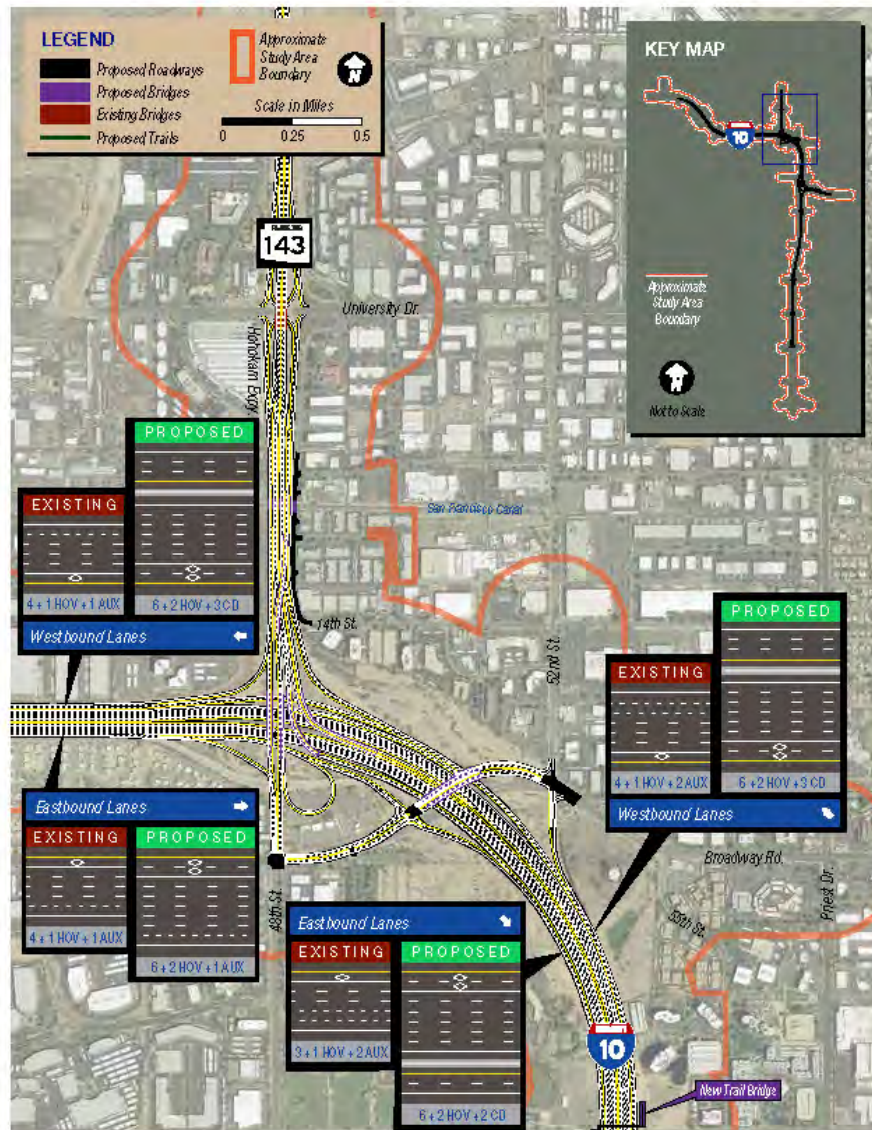 LEGEND
Proposed Roadways
Proposed Bridges
Existing Bridges
Proposed Trails
Approximate
Study Area
Boundary
N
Scale in Miles
0 0.25 0.5
KEY MAP
10
Approximate
Study Area
Boundary
N
Not to Scale
143
University Dr.
Hohokam Expy.
PROPOSED
6 + 2 HOV + 3 CD
EXISTING
4 + 1 HOV + 1 AUX
Westbound Lanes
San Francisco Canal
14th St.
52nd St.
PROPOSED
6 + 2 HOV + 3 CD
EXISTING
4 + 1 HOV + 2 AUX
Westbound Lanes
Eastbound Lanes
EXISTING
4 + 1 HOV + 1 AUX
PROPOSED
6 + 2 HOV + 1 AUX
48th St.
Broadway Rd.
Priest Dr.
55th St.
Eastbound Lanes
EXISTING
3 + 1 HOV + 2 AUX
PROPOSED
6 + 2 HOV + 2 CD
10
New Trail Bridge